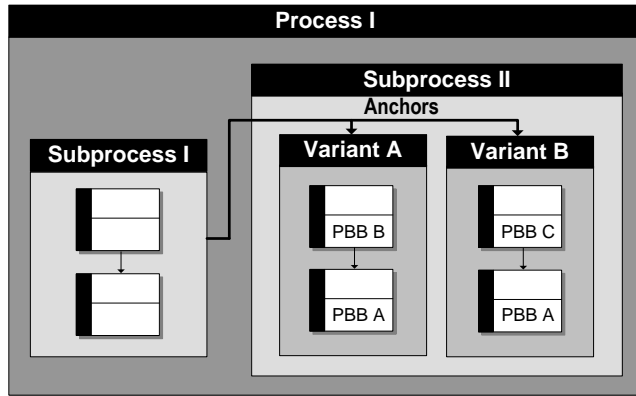 Process I
Subprocess II
Anchors
Subprocess I
Variant A
Variant B
PBB B
PBB C
PBB A
PBB A